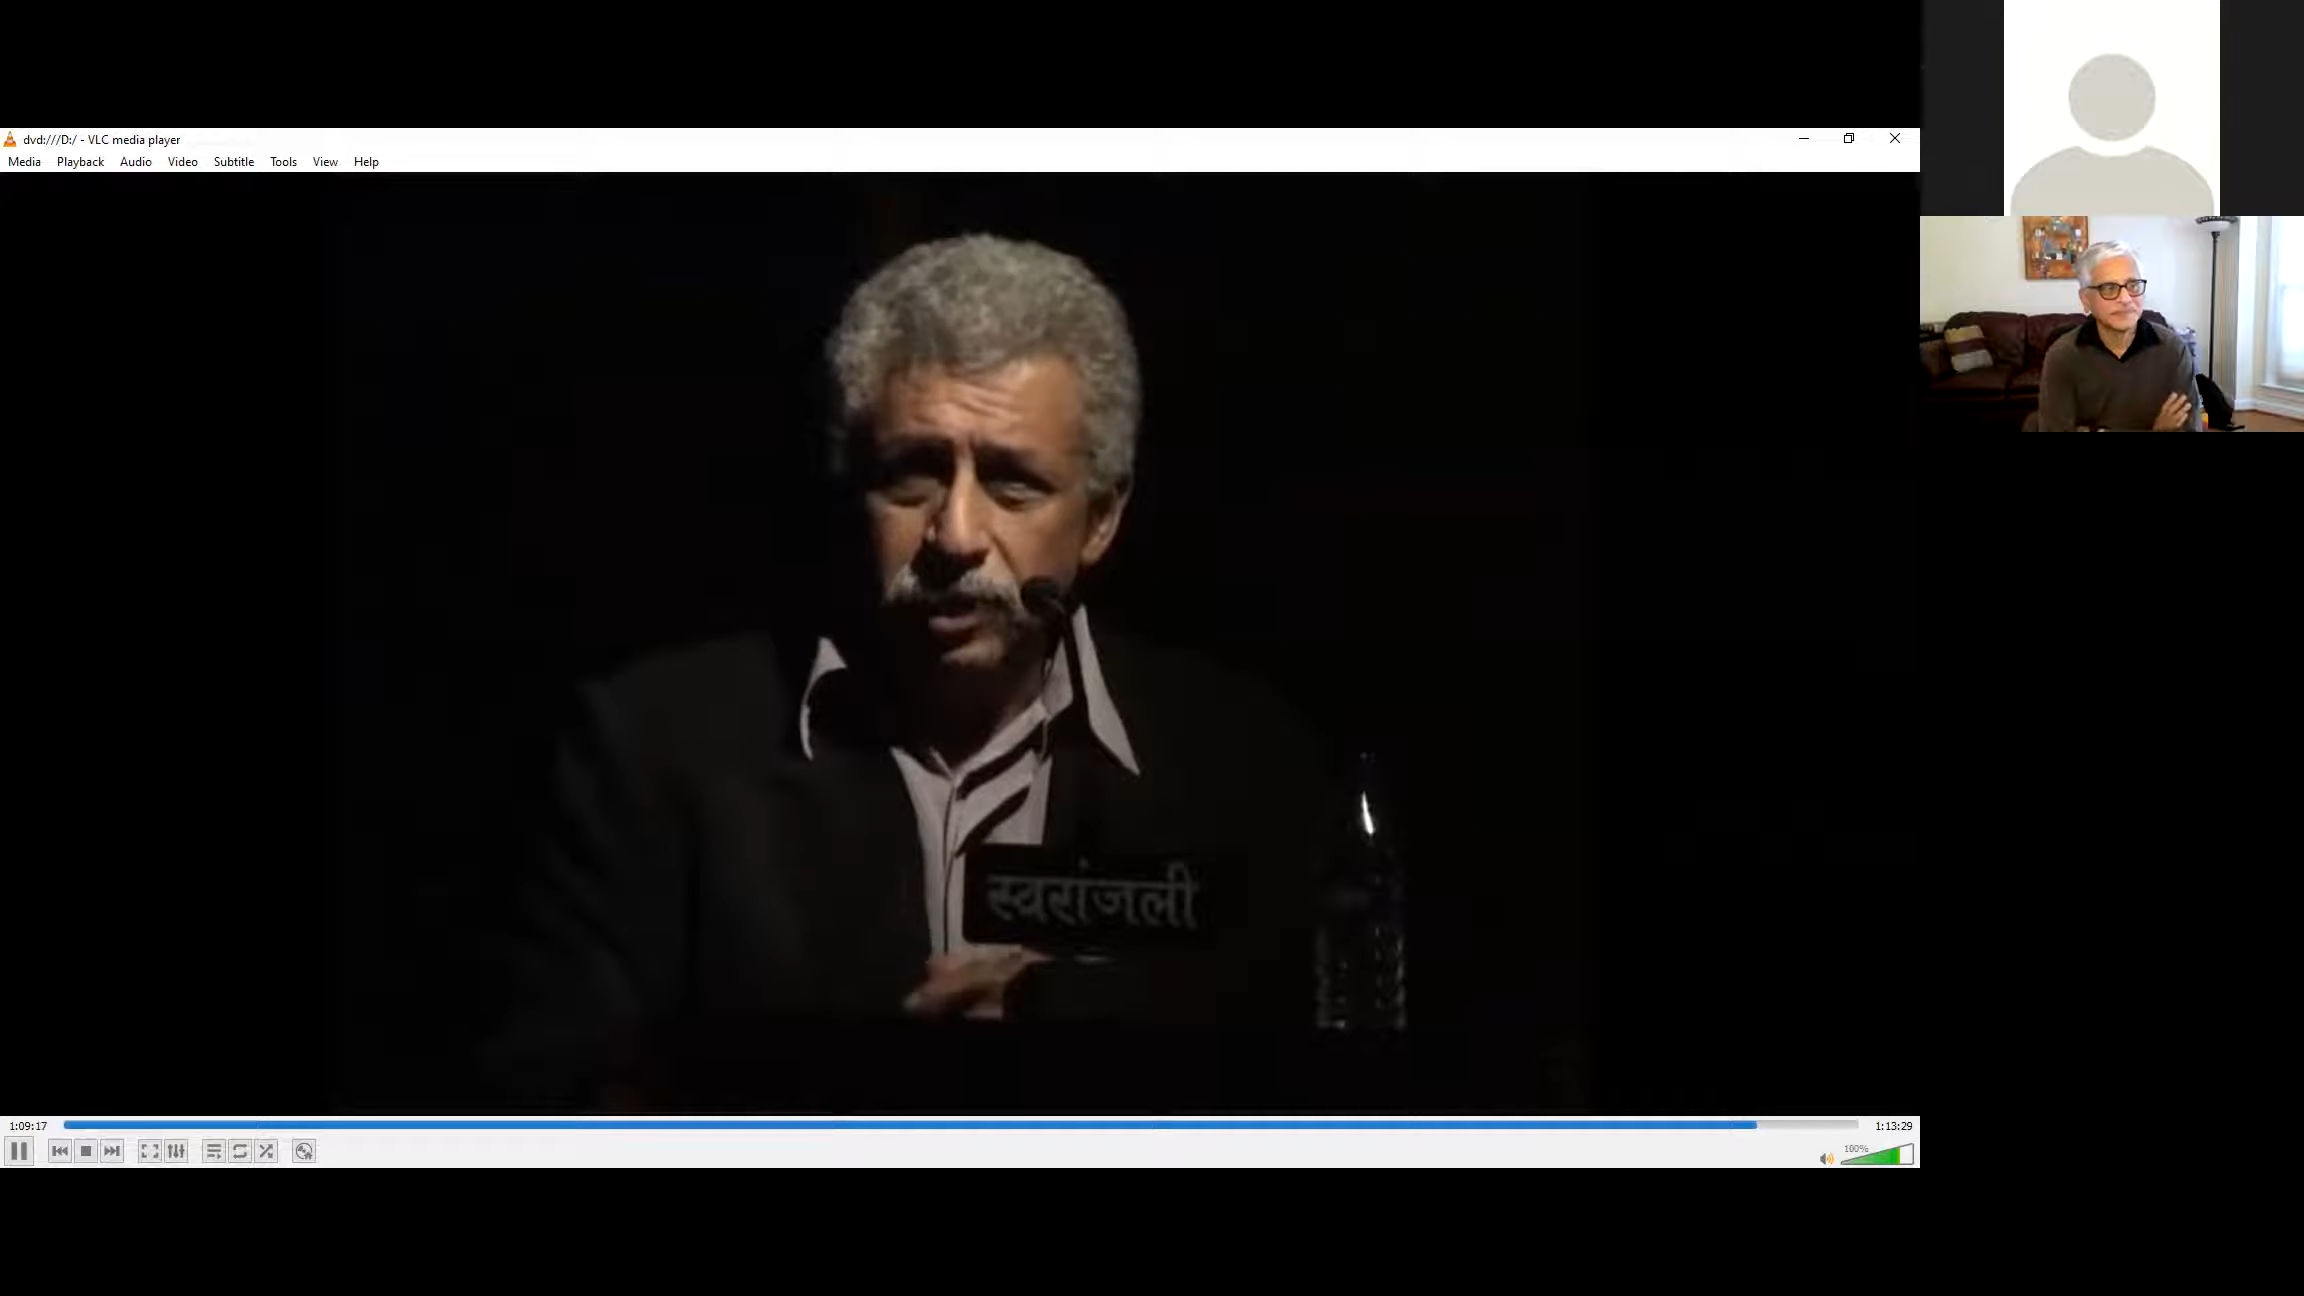 dvd:///D:/ - VLC media player
Media Playback Audio Video Subtitle Tools View Help
स्वरांजली
1:09:17
1:13:29
100%